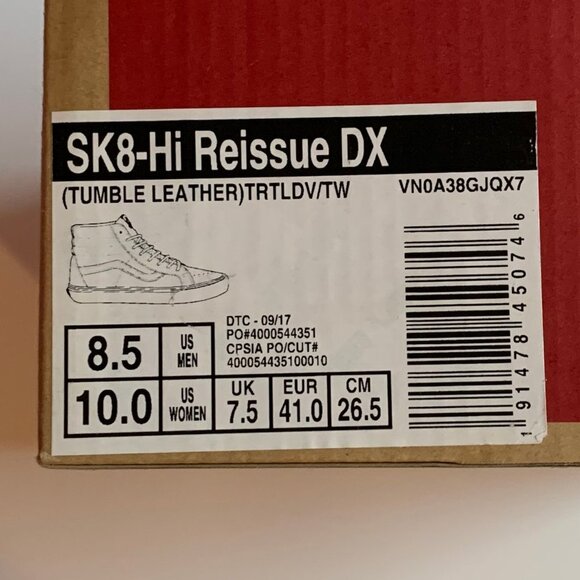 SK8-Hi Reissue DX
(TUMBLE LEATHER)TRTLDV/TW VN0A38GJQX7
DTC - 09/17
PO#4000544351
CPSIA PO/CUT#
400054435100010
8.5 US MEN
10.0 US WOMEN UK 7.5 EUR 41.0 CM 26.5
1 91478 45074 6